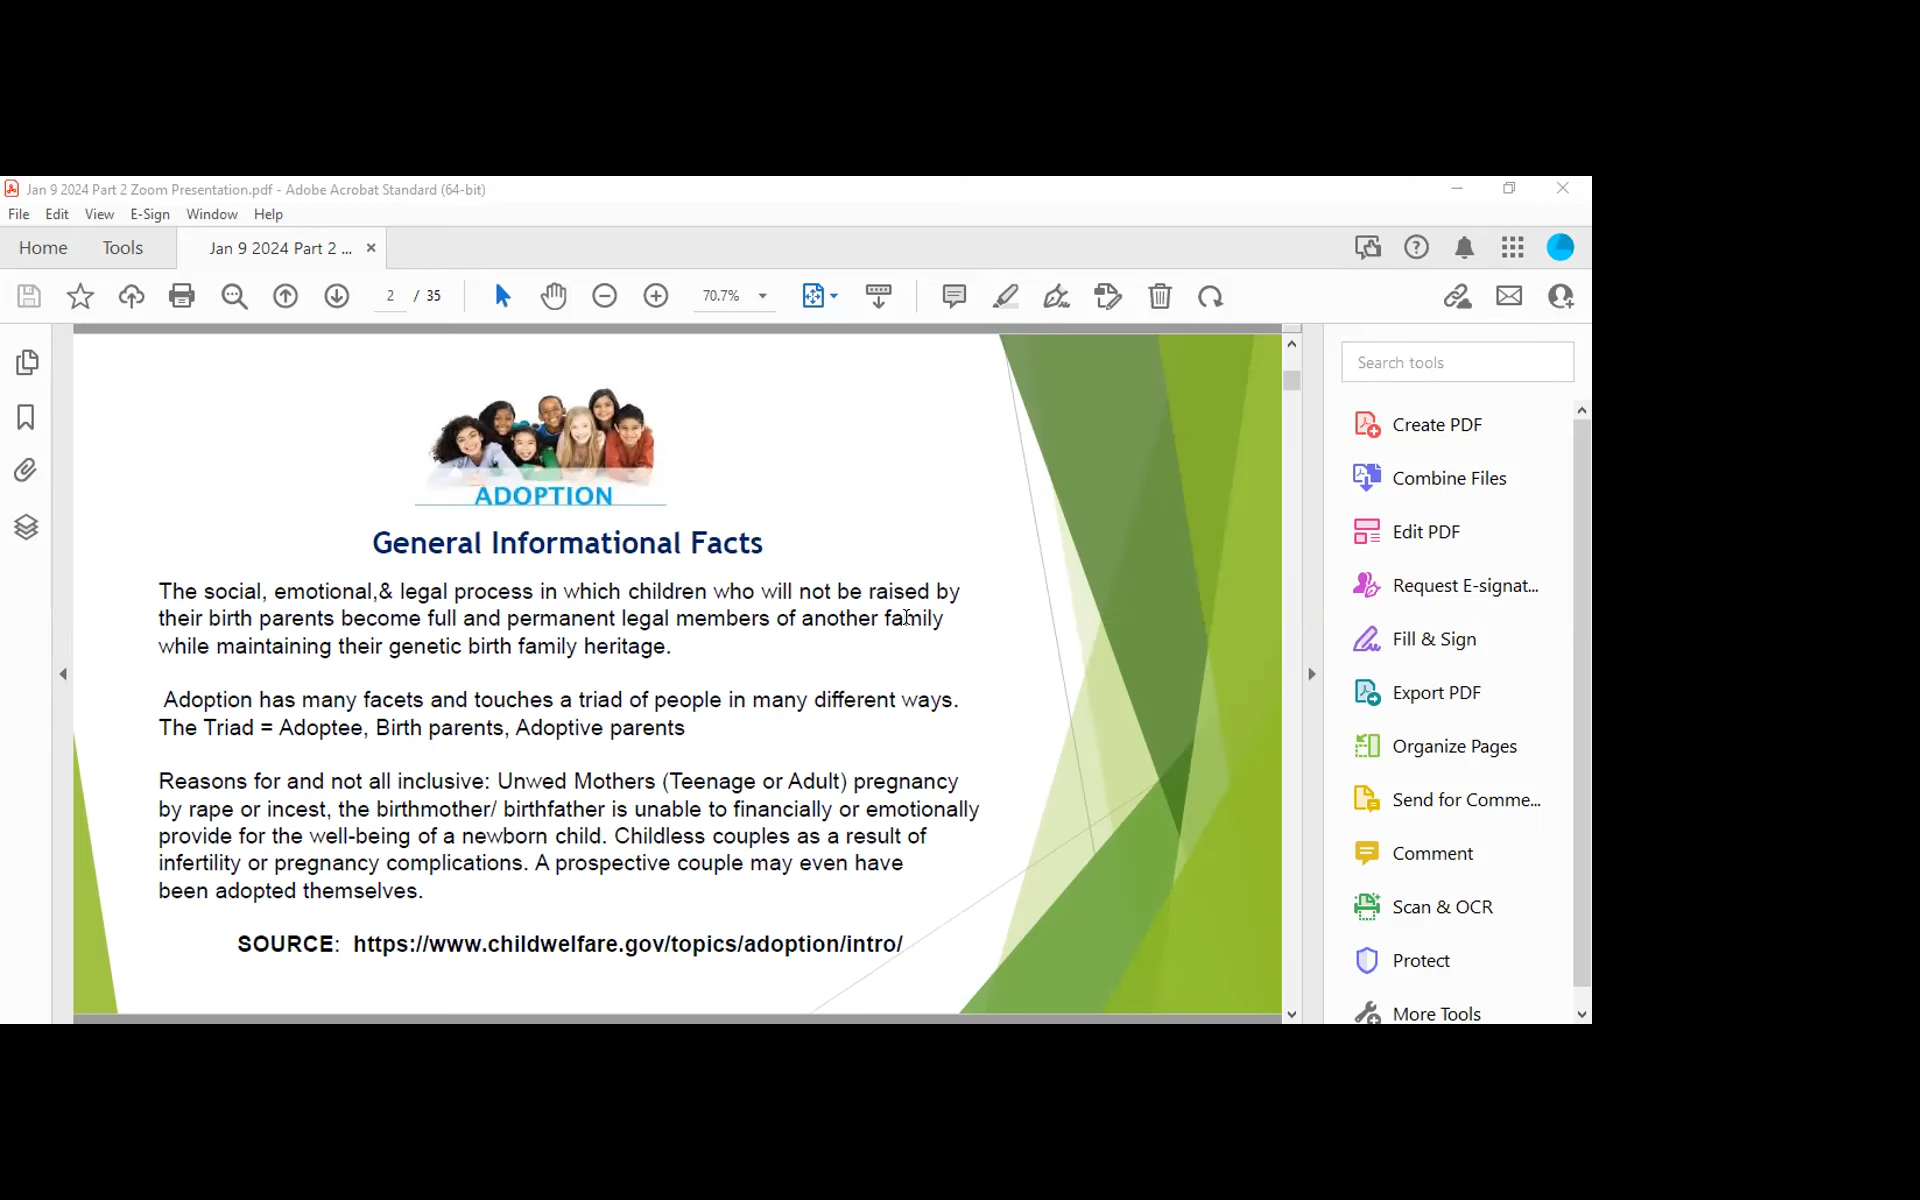 Jan 9 2024 Part 2 Zoom Presentation.pdf - Adobe Acrobat Standard (64-bit)
File Edit View E-Sign Window Help
Home Tools Jan 9 2024 Part 2 ...
2 / 35 70.7%
Search tools
Create PDF
Combine Files
Edit PDF
Request E-signat...
Fill & Sign
Export PDF
Organize Pages
Send for Comme...
Comment
Scan & OCR
Protect
More Tools
ADOPTION
General Informational Facts
The social, emotional,& legal process in which children who will not be raised by
their birth parents become full and permanent legal members of another family
while maintaining their genetic birth family heritage.
Adoption has many facets and touches a triad of people in many different ways.
The Triad = Adoptee, Birth parents, Adoptive parents
Reasons for and not all inclusive: Unwed Mothers (Teenage or Adult) pregnancy
by rape or incest, the birthmother/ birthfather is unable to financially or emotionally
provide for the well-being of a newborn child. Childless couples as a result of
infertility or pregnancy complications. A prospective couple may even have
been adopted themselves.
SOURCE: https://www.childwelfare.gov/topics/adoption/intro/